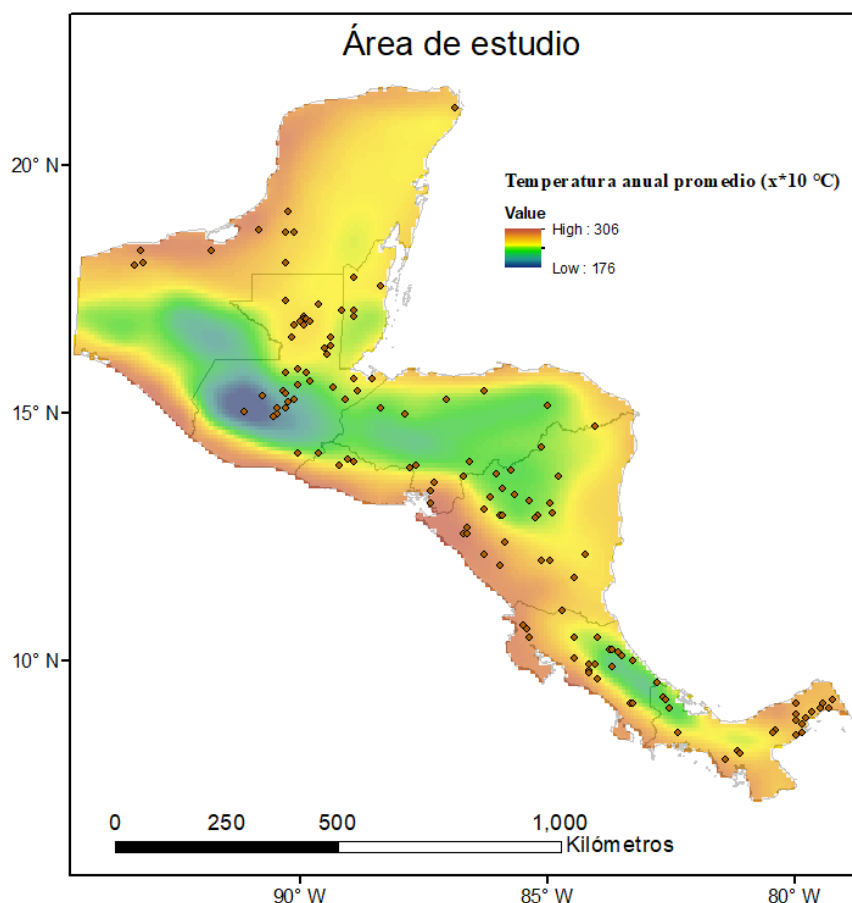 Área de estudio
20° N
Temperatura anual promedio (x*10 °C)
Value
High : 306
Low : 176
15° N
10° N
0 250 500 1,000
Kilómetros
90° W 85° W 80° W